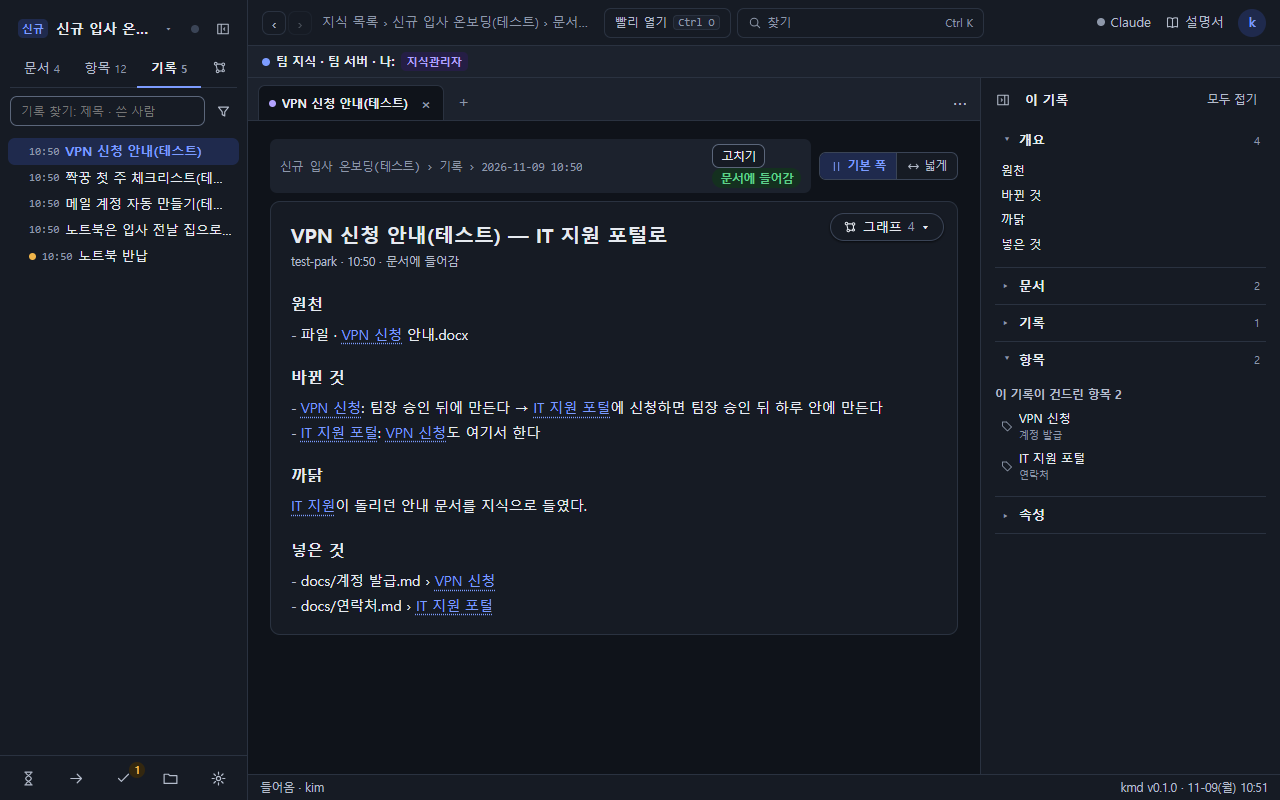 신규 신규 입사 온...
문서 4 항목 12 기록 5
기록 찾기: 제목 · 쓴 사람
10:50 VPN 신청 안내(테스트)
10:50 짝꿍 첫 주 체크리스트(테...
10:50 메일 계정 자동 만들기(테...
10:50 노트북은 입사 전날 집으로...
10:50 노트북 반납
1
‹ › 지식 목록 › 신규 입사 온보딩(테스트) › 문서...
빨리 열기 Ctrl O
찾기 Ctrl K
Claude 설명서 k
팀 지식 · 팀 서버 · 나: 지식관리자
VPN 신청 안내(테스트) × +
...
신규 입사 온보딩(테스트) › 기록 › 2026-11-09 10:50
고치기
문서에 들어감
기본 폭 넓게
VPN 신청 안내(테스트) — IT 지원 포털로
그래프 4
test-park · 10:50 · 문서에 들어감
원천
- 파일 · VPN 신청 안내.docx
바뀐 것
- VPN 신청: 팀장 승인 뒤에 만든다 → IT 지원 포털에 신청하면 팀장 승인 뒤 하루 안에 만든다
- IT 지원 포털: VPN 신청도 여기서 한다
까닭
IT 지원이 돌리던 안내 문서를 지식으로 들였다.
넣은 것
- docs/계정 발급.md › VPN 신청
- docs/연락처.md › IT 지원 포털
이 기록 모두 접기
개요 4
원천
바뀐 것
까닭
넣은 것
문서 2
기록 1
항목 2
이 기록이 건드린 항목 2
VPN 신청
계정 발급
IT 지원 포털
연락처
속성
들어옴 · kim
kmd v0.1.0 · 11-09(월) 10:51